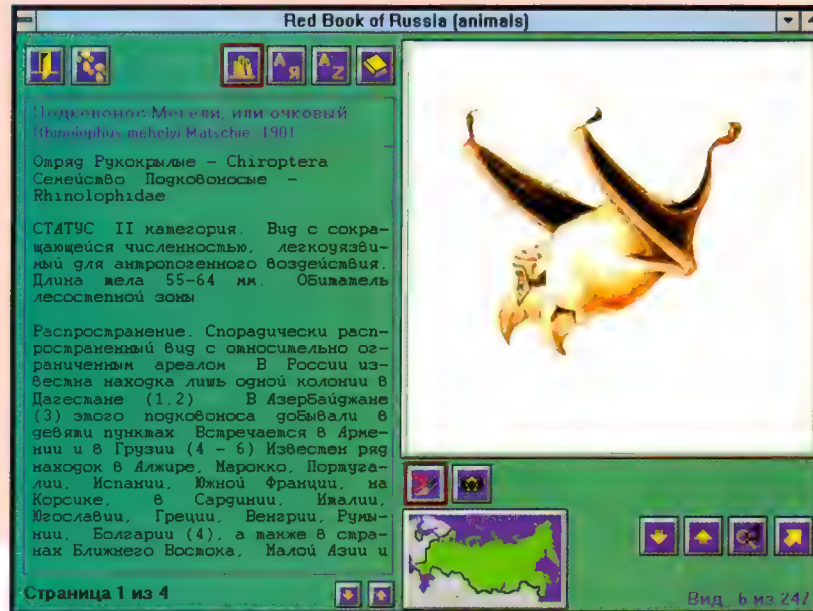 Red Book of Russia (animals)
А Я
A Z
Подковонос Мегели, или очковый
Rhinolophus mehelyi Matschie, 1901
Отряд Рукокрылые – Chiroptera
Семейство Подковоносые –
Rhinolophidae
СТАТУС II категория. Вид с сокра-
щающейся численностью, легкоуязви-
мый для антропогенного воздействия.
Длина тела 55-64 мм. Обитатель
лесостепной зоны
Распространение. Спорадически расп-
ространенный вид с относительно ог-
раниченным ареалом В России из-
вестна находка лишь одной колонии в
Дагестане (1,2) В Азербайджане
(3) этого подковоноса добывали в
девяти пунктах Встречается в Арме-
нии и в Грузии (4 – 6) Известен ряд
находок в Алжире, Марокко, Португа-
лии, Испании, Южной Франции, на
Корсике, в Сардинии, Италии,
Югославии, Греции, Венгрии, Румы-
нии, Болгарии (4), а также в стра-
нах Ближнего Востока, Малой Азии и
Страница 1 из 4
Вид 6 из 247